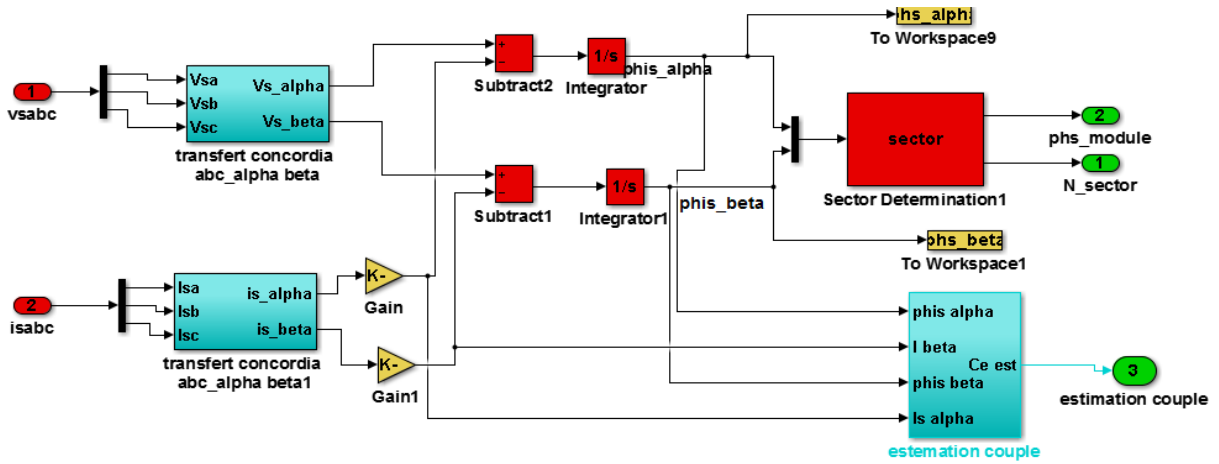 hs_alpha
To Workspace9
1
vsabc
Vsa
Vsb
Vsc
Vs_alpha
Vs_beta
transfert concordia
abc_alpha beta
+
−
Subtract2
1/s
Integrator
phis_alpha
+
−
Subtract1
1/s
Integrator1
phis_beta
sector
Sector Determination1
2
phs_module
1
N_sector
phs_beta
To Workspace1
2
isabc
Isa
Isb
Isc
is_alpha
is_beta
transfert concordia
abc_alpha beta1
K-
Gain
K-
Gain1
phis alpha
I beta
phis beta
Is alpha
Ce est
estemation couple
3
estimation couple